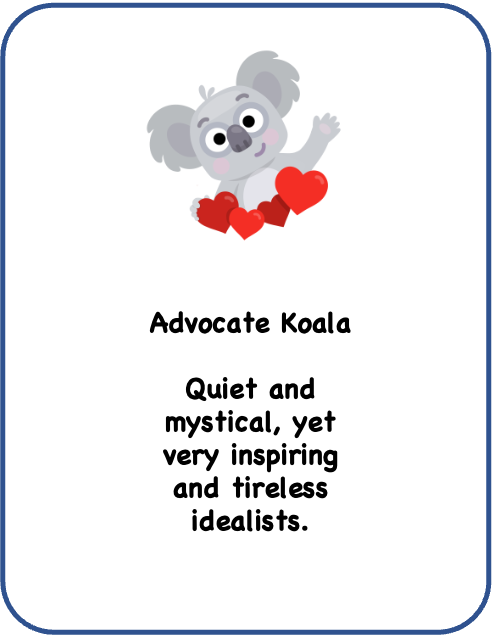 Advocate Koala
Quiet and
mystical, yet
very inspiring
and tireless
idealists.